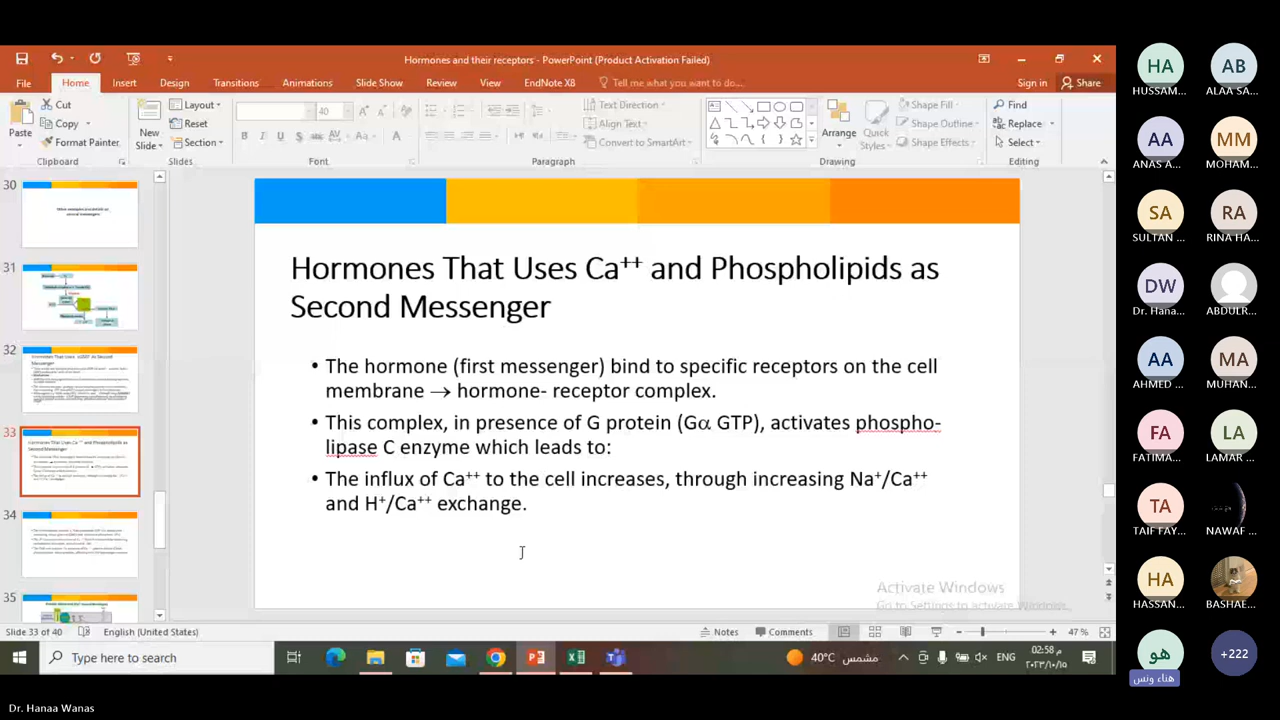 Hormones and their receptors - PowerPoint (Product Activation Failed)
File Home Insert Design Transitions Animations Slide Show Review View EndNote X8 Tell me what you want to do... Sign in Share
Paste
Cut
Copy
Format Painter
Clipboard
New Slide
Layout
Reset
Section
Slides
40
Font
Text Direction
Align Text
Convert to SmartArt
Paragraph
Arrange
Quick Styles
Shape Fill
Shape Outline
Shape Effects
Drawing
Find
Replace
Select
Editing
30
31
32
33
34
35
Hormones That Uses Ca⁺⁺ and Phospholipids as
Second Messenger
• The hormone (first messenger) bind to specific receptors on the cell
membrane → hormone- receptor complex.
• This complex, in presence of G protein (Gα GTP), activates phospho-
lipase C enzyme which leads to:
• The influx of Ca⁺⁺ to the cell increases, through increasing Na⁺/Ca⁺⁺
and H⁺/Ca⁺⁺ exchange.
Activate Windows
Go to Settings to activate Windows.
Slide 33 of 40 English (United States) Notes Comments 47 %
Type here to search
40°C مشمس
ENG
02:58 م
٢٠٢٣/١٠/١٥
HA AB
HUSSAM... ALAA SA...
AA MM
ANAS A... MOHAM...
SA RA
SULTAN ... RINA HA...
DW
Dr. Hana... ABDULR...
AA MA
AHMED ... MUHAN...
FA LA
FATIMA... LAMAR ...
TA
TAIF FAY... NAWAF ...
HA
HASSAN... BASHAE...
هو +222
هناء ونس
Dr. Hanaa Wanas